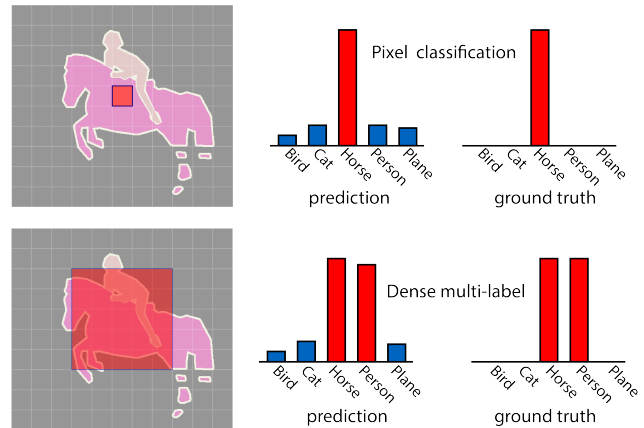 Pixel classification
Bird Cat Horse Person Plane
Bird Cat Horse Person Plane
prediction
ground truth
Dense multi-label
Bird Cat Horse Person Plane
Bird Cat Horse Person Plane
prediction
ground truth